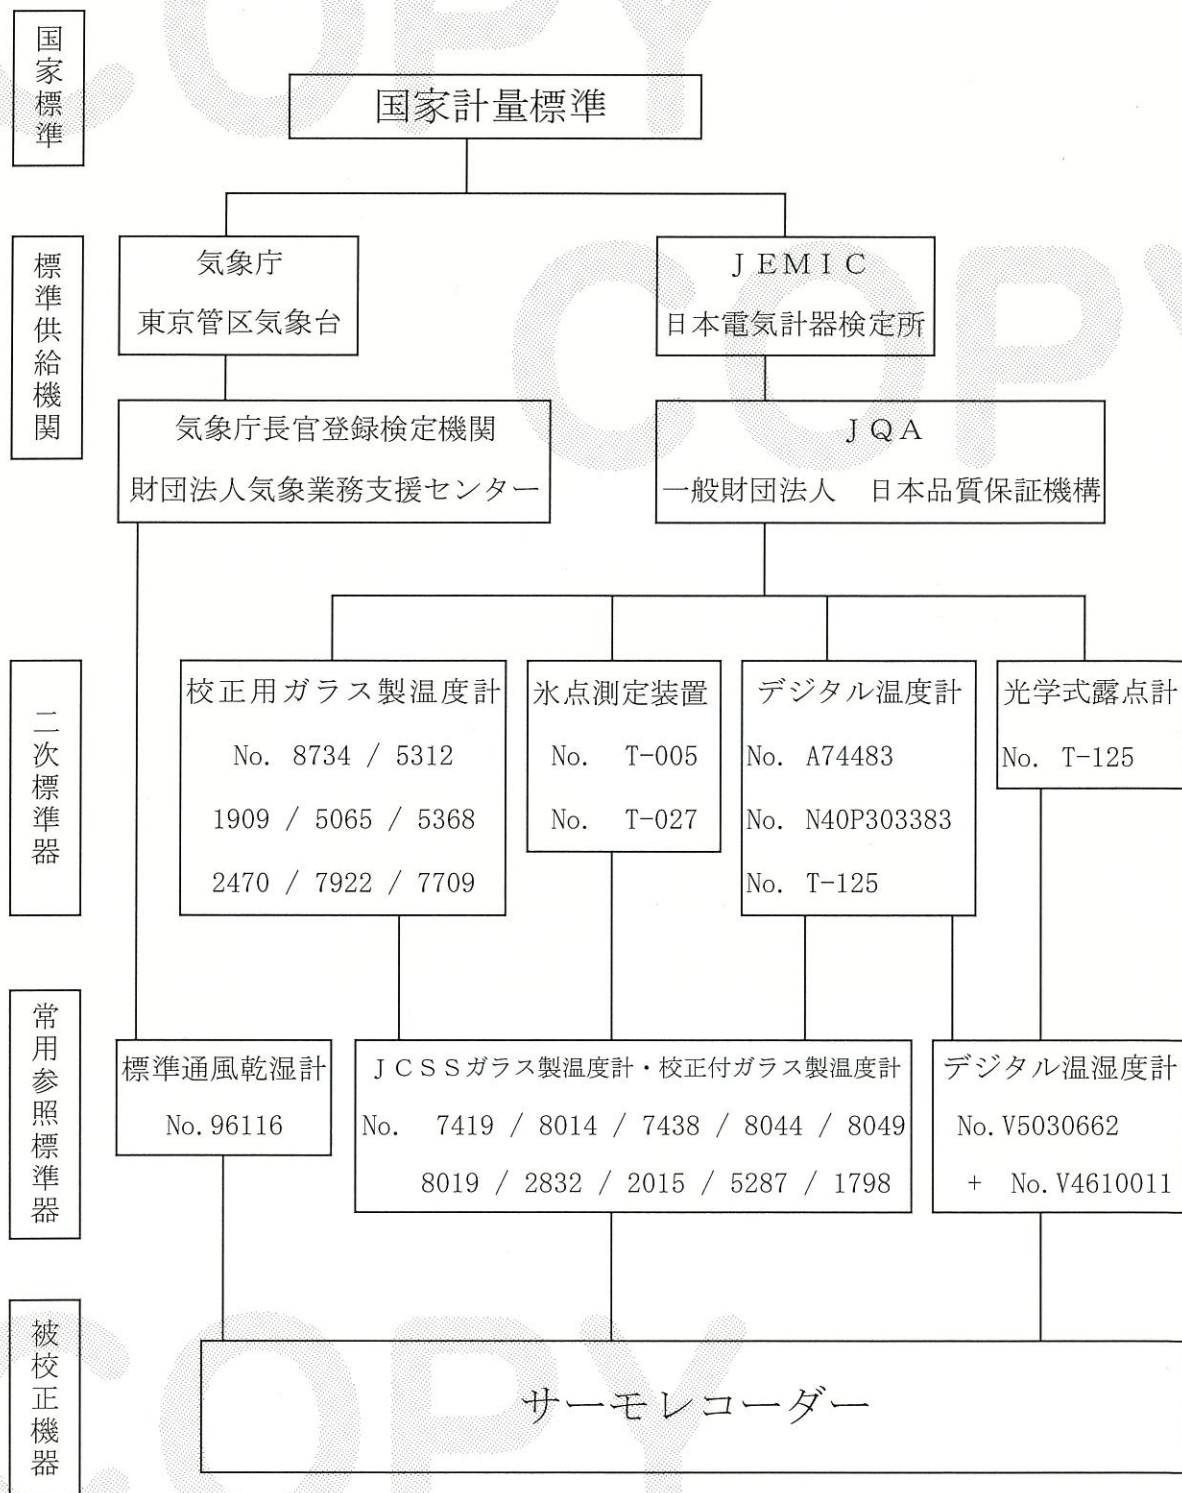 国家標準
国家計量標準
標準供給機関
気象庁
東京管区気象台
ＪＥＭＩＣ
日本電気計器検定所
気象庁長官登録検定機関
財団法人気象業務支援センター
ＪＱＡ
一般財団法人　日本品質保証機構
二次標準器
校正用ガラス製温度計
No. 8734 / 5312
1909 / 5065 / 5368
2470 / 7922 / 7709
氷点測定装置
No. T-005
No. T-027
デジタル温度計
No. A74483
No. N40P303383
No. T-125
光学式露点計
No. T-125
常用参照標準器
標準通風乾湿計
No.96116
ＪＣＳＳガラス製温度計・校正付ガラス製温度計
No. 7419 / 8014 / 7438 / 8044 / 8049
8019 / 2832 / 2015 / 5287 / 1798
デジタル温湿度計
No.V5030662
+ No.V4610011
被校正機器
サーモレコーダー
COPY
COPY
COPY